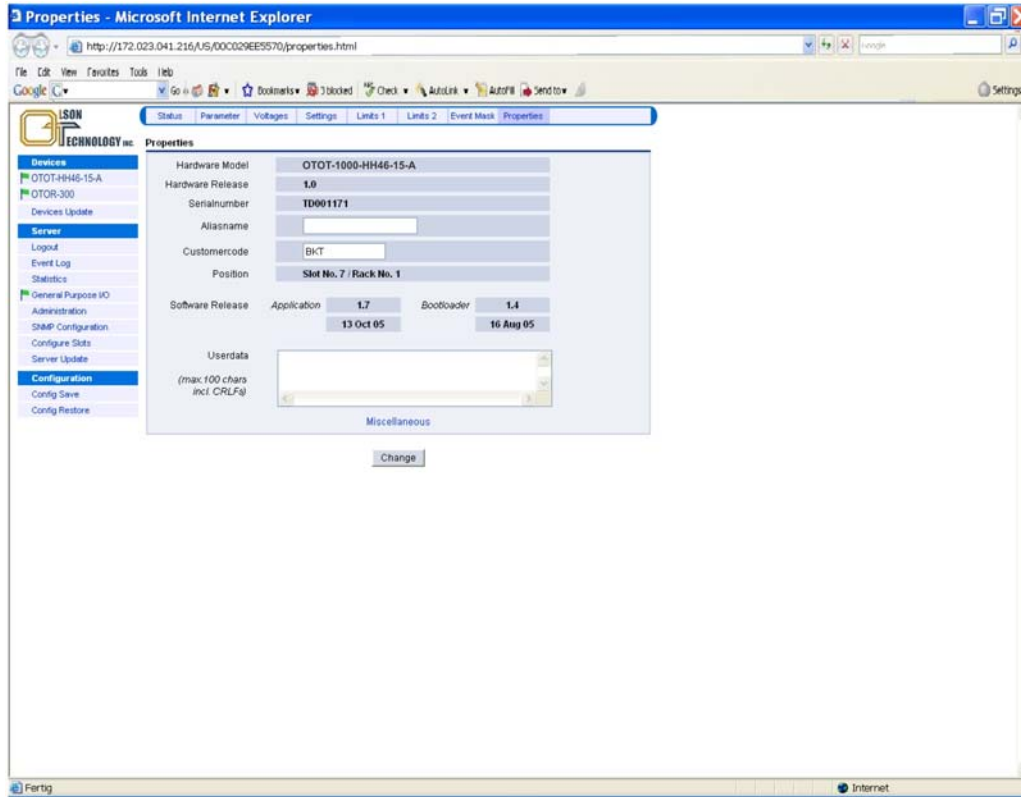 Properties - Microsoft Internet Explorer
http://172.023.041.216/US/00C029EE5570/properties.html
Google
File Edit View Favorites Tools Help
Google G Go Bookmarks 3 blocked Check AutoLink AutoFill Send to Settings
OLSON TECHNOLOGY INC.
Status Parameter Voltages Settings Limits 1 Limits 2 Event Mask Properties
Properties
Devices
OTOT-HH46-15-A
OTOR-300
Devices Update
Server
Logout
Event Log
Statistics
General Purpose I/O
Administration
SNMP Configuration
Configure Slots
Server Update
Configuration
Config Save
Config Restore
Hardware Model OTOT-1000-HH46-15-A
Hardware Release 1.0
Serialnumber TD001171
Aliasname
Customercode BKT
Position Slot No. 7 / Rack No. 1
Software Release Application 1.7 Bootloader 1.4
13 Oct 05 16 Aug 05
Userdata
(max.100 chars
incl. CRLFs)
Miscellaneous
Change
Fertig Internet